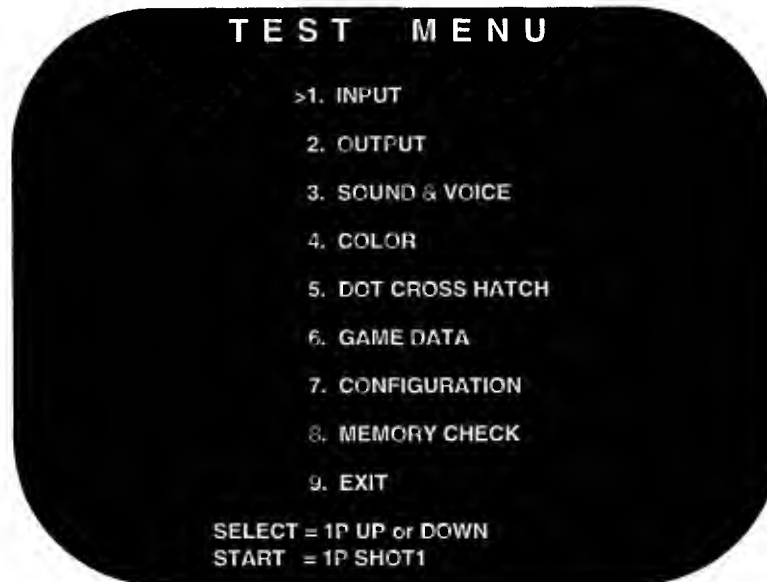 TEST MENU
>1. INPUT
2. OUTPUT
3. SOUND & VOICE
4. COLOR
5. DOT CROSS HATCH
6. GAME DATA
7. CONFIGURATION
8. MEMORY CHECK
9. EXIT
SELECT = 1P UP or DOWN
START = 1P SHOT1